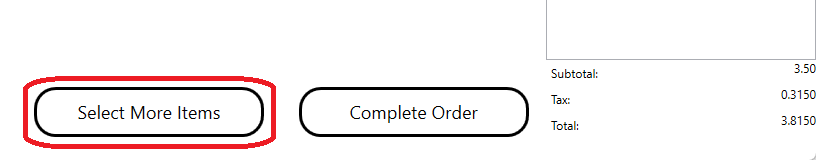 Select More Items
Complete Order
Subtotal: 3.50
Tax: 0.3150
Total: 3.8150